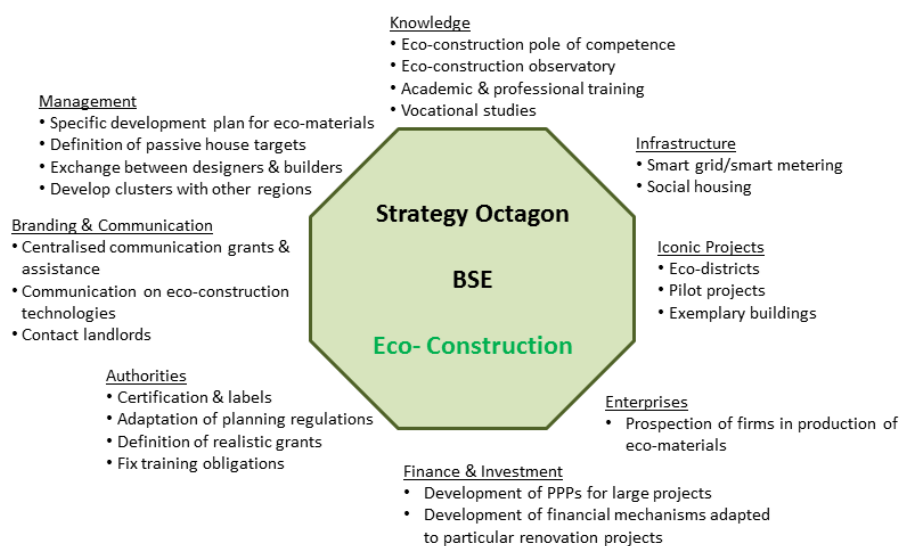 Knowledge
• Eco-construction pole of competence
• Eco-construction observatory
• Academic & professional training
• Vocational studies
Management
• Specific development plan for eco-materials
• Definition of passive house targets
• Exchange between designers & builders
• Develop clusters with other regions
Infrastructure
• Smart grid/smart metering
• Social housing
Branding & Communication
• Centralised communication grants &
assistance
• Communication on eco-construction
technologies
• Contact landlords
Strategy Octagon
BSE
Eco- Construction
Iconic Projects
• Eco-districts
• Pilot projects
• Exemplary buildings
Authorities
• Certification & labels
• Adaptation of planning regulations
• Definition of realistic grants
• Fix training obligations
Enterprises
• Prospection of firms in production of
eco-materials
Finance & Investment
• Development of PPPs for large projects
• Development of financial mechanisms adapted
to particular renovation projects